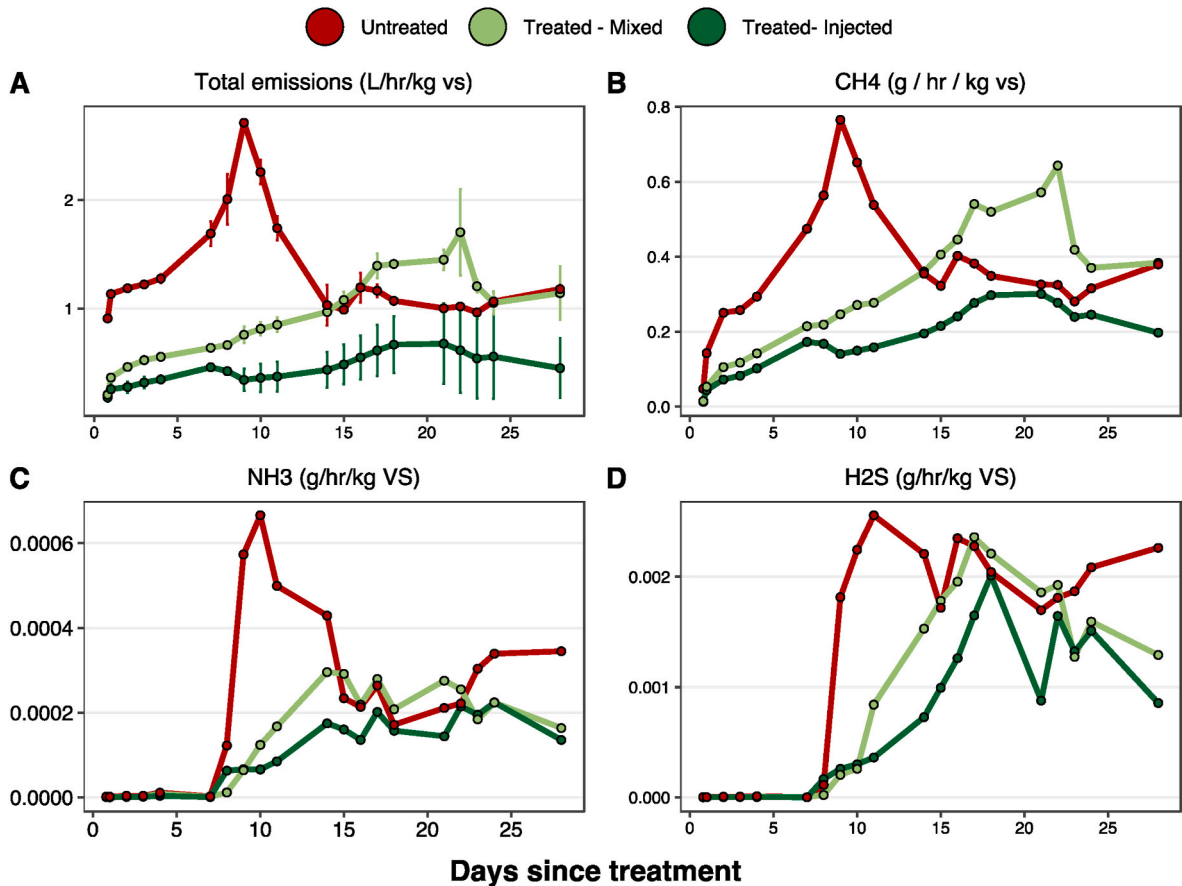 Untreated Treated - Mixed Treated- Injected
A Total emissions (L/hr/kg vs)
2
1
0 5 10 15 20 25
B CH4 (g / hr / kg vs)
0.8
0.6
0.4
0.2
0.0
0 5 10 15 20 25
C NH3 (g/hr/kg VS)
0.0006
0.0004
0.0002
0.0000
0 5 10 15 20 25
D H2S (g/hr/kg VS)
0.002
0.001
0.000
0 5 10 15 20 25
Days since treatment